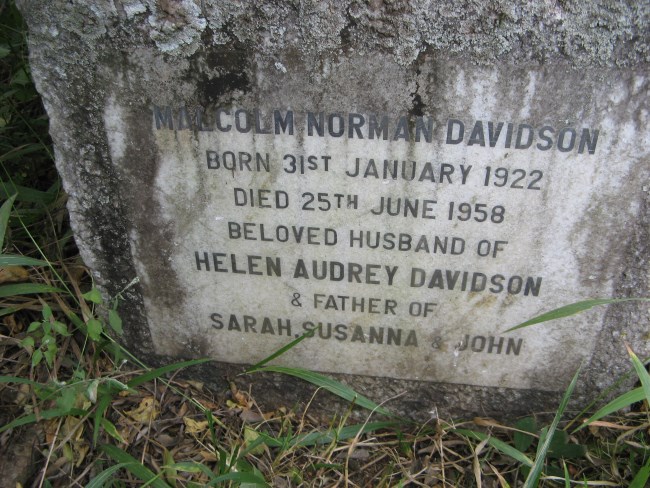 MALCOLM NORMAN DAVIDSON
BORN 31ST JANUARY 1922
DIED 25TH JUNE 1958
BELOVED HUSBAND OF
HELEN AUDREY DAVIDSON
& FATHER OF
SARAH, SUSANNA & JOHN